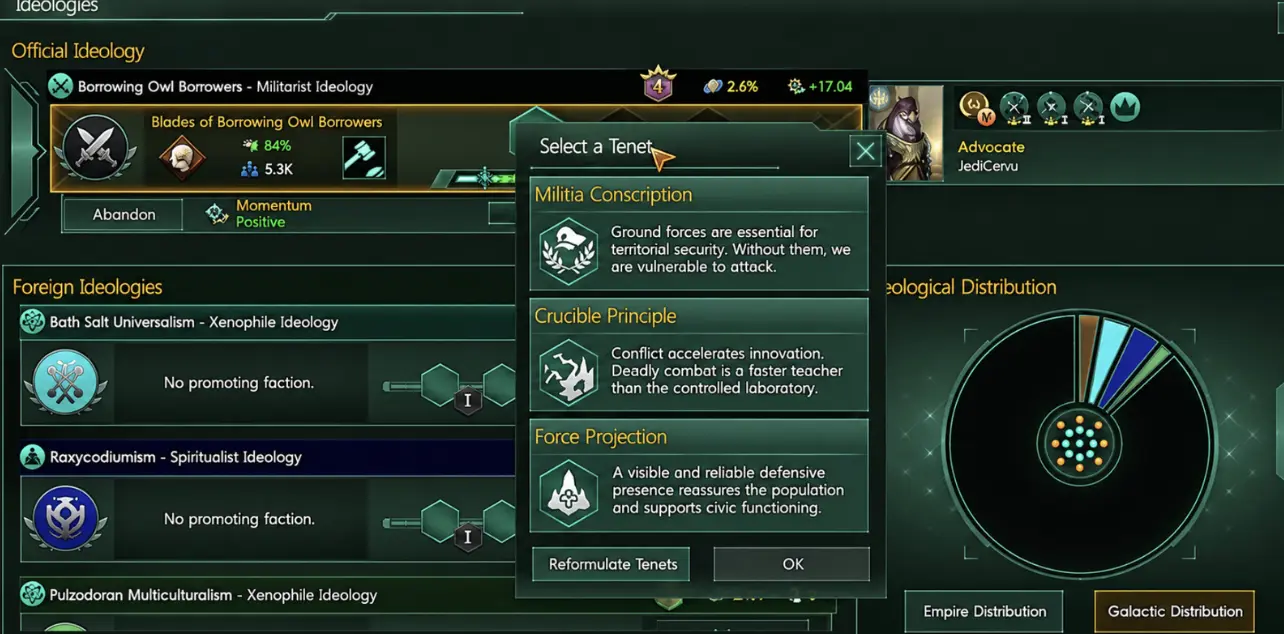 Ideologies
Official Ideology
Borrowing Owl Borrowers - Militarist Ideology
4
2.6%
+17.04
Blades of Borrowing Owl Borrowers
84%
5.3K
Abandon
Momentum
Positive
M
II
I
I
Advocate
JediCervu
Select a Tenet
Militia Conscription
Ground forces are essential for
territorial security. Without them, we
are vulnerable to attack.
Crucible Principle
Conflict accelerates innovation.
Deadly combat is a faster teacher
than the controlled laboratory.
Force Projection
A visible and reliable defensive
presence reassures the population
and supports civic functioning.
Reformulate Tenets
OK
Foreign Ideologies
Bath Salt Universalism - Xenophile Ideology
No promoting faction.
I
Raxycodiumism - Spiritualist Ideology
No promoting faction.
I
Pulzodoran Multiculturalism - Xenophile Ideology
eological Distribution
Empire Distribution
Galactic Distribution